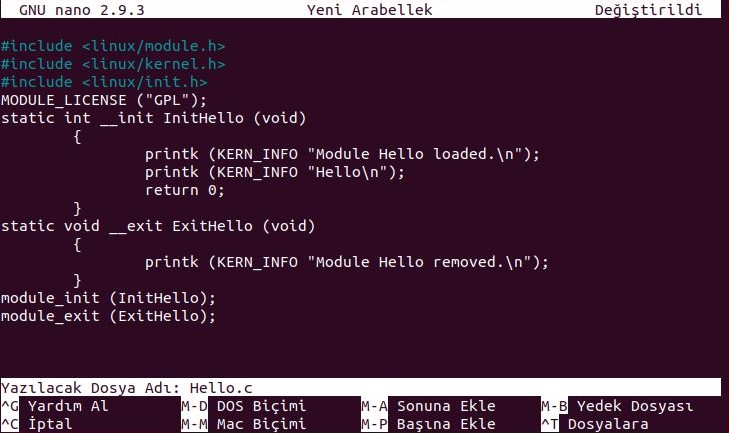 GNU nano 2.9.3 Yeni Arabellek Değiştirildi
#include <linux/module.h>
#include <linux/kernel.h>
#include <linux/init.h>
MODULE_LICENSE ("GPL");
static int __init InitHello (void)
{
printk (KERN_INFO "Module Hello loaded.\n");
printk (KERN_INFO "Hello\n");
return 0;
}
static void __exit ExitHello (void)
{
printk (KERN_INFO "Module Hello removed.\n");
}
module_init (InitHello);
module_exit (ExitHello);
Yazılacak Dosya Adı: Hello.c
^G Yardım Al M-D DOS Biçimi M-A Sonuna Ekle M-B Yedek Dosyası
^C İptal M-M Mac Biçimi M-P Başına Ekle ^T Dosyalara